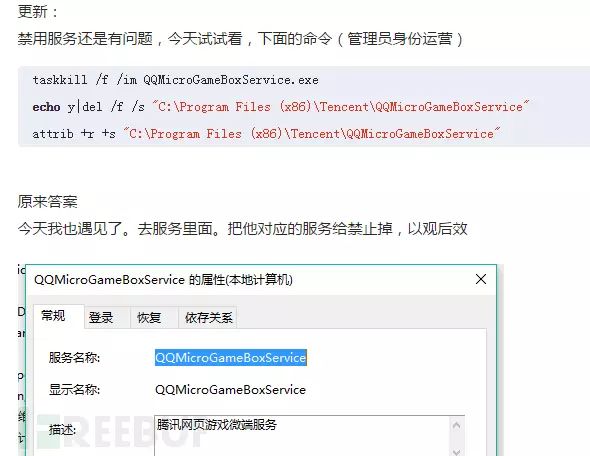 更新：
禁用服务还是有问题，今天试试看，下面的命令（管理员身份运营）
taskkill /f /im QQMicroGameBoxService.exe
echo y|del /f /s "C:\Program Files (x86)\Tencent\QQMicroGameBoxService"
attrib +r +s "C:\Program Files (x86)\Tencent\QQMicroGameBoxService"
原来答案
今天我也遇见了。去服务里面。把他对应的服务给禁止掉，以观后效
QQMicroGameBoxService 的属性(本地计算机)
常规 登录 恢复 依存关系
服务名称: QQMicroGameBoxService
显示名称: QQMicroGameBoxService
描述: 腾讯网页游戏微端服务
REEBUF